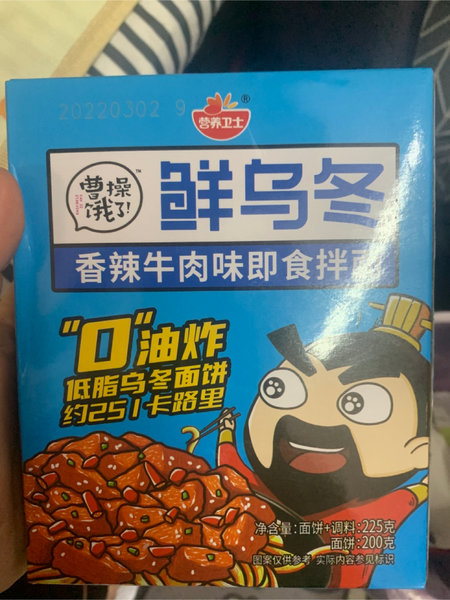 20220302 9
营养卫士
®
曹操
饿了!
TM
鲜乌冬
香辣牛肉味即食拌面
"0"油炸
低脂乌冬面饼
约251卡路里
净含量:面饼+调料:225克
面饼:200克
图案仅供参考 实际内容参见标识